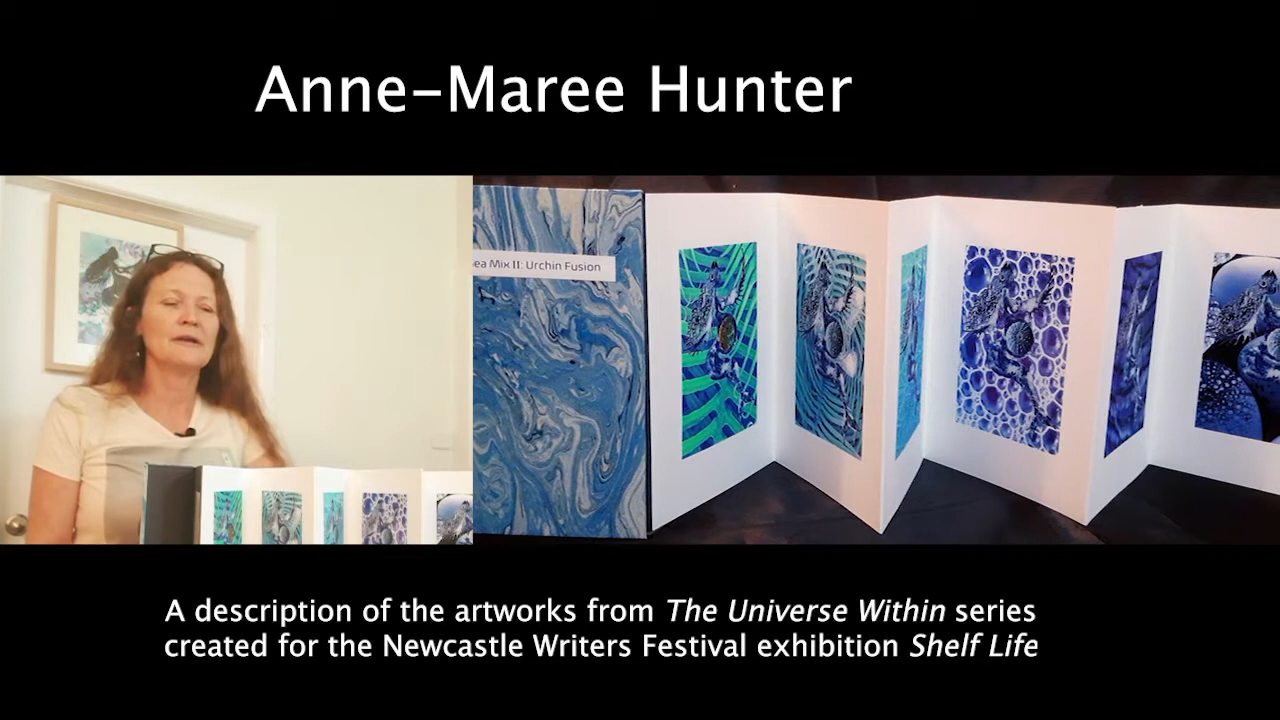 Anne-Maree Hunter
ea Mix II: Urchin Fusion
A description of the artworks from The Universe Within series
created for the Newcastle Writers Festival exhibition Shelf Life